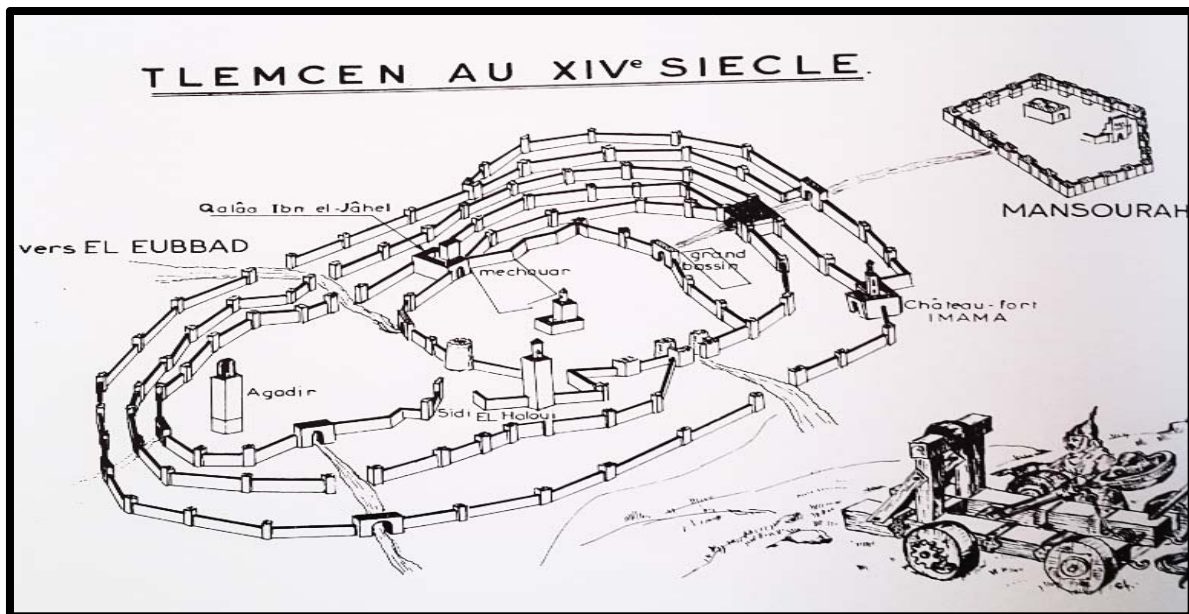 TLEMCEN AU XIVe SIECLE.
Qalâa Ibn el-Jâhel
MANSOURAH
vers EL EUBBAD
mechouar
grand
bassin
Château-fort
IMAMA
Agadir
Sidi EL Haloui